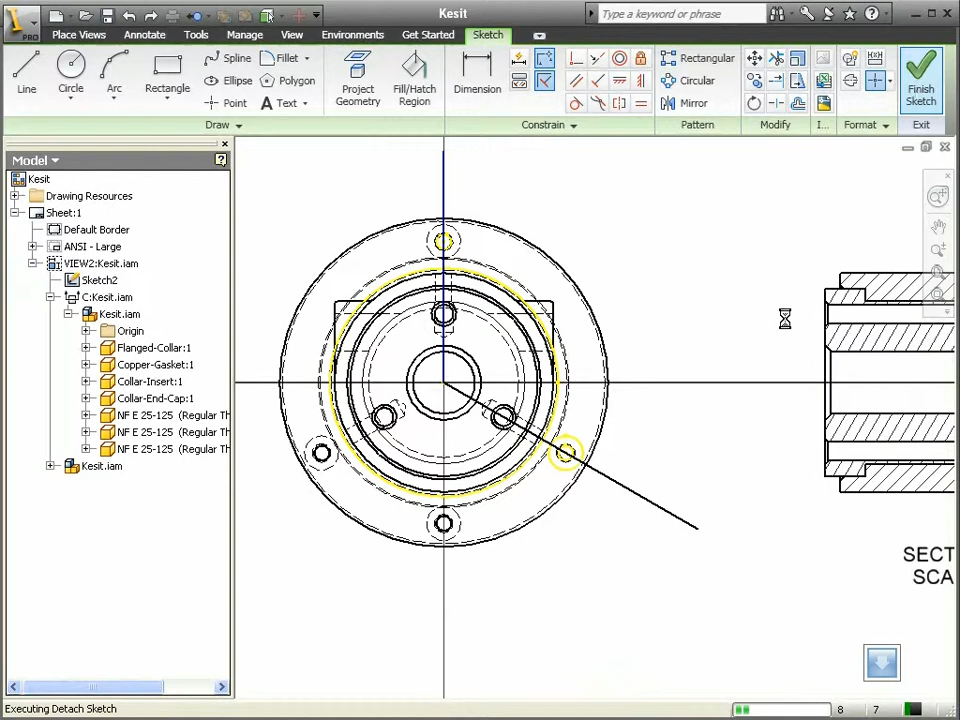 Kesit
Type a keyword or phrase
PRO
Place Views
Annotate
Tools
Manage
View
Environments
Get Started
Sketch
Line
Circle
Arc
Rectangle
Spline
Ellipse
Point
Fillet
Polygon
Text
Project Geometry
Fill/Hatch Region
Dimension
Rectangular
Circular
Mirror
Finish Sketch
Draw
Constrain
Pattern
Modify
I...
Format
Exit
Model
Kesit
Drawing Resources
Sheet:1
Default Border
ANSI - Large
VIEW2:Kesit.iam
Sketch2
C:Kesit.iam
Kesit.iam
Origin
Flanged-Collar:1
Copper-Gasket:1
Collar-Insert:1
Collar-End-Cap:1
NF E 25-125 (Regular Th
NF E 25-125 (Regular Th
NF E 25-125 (Regular Th
Kesit.iam
SECT
SCA
Executing Detach Sketch
8
7